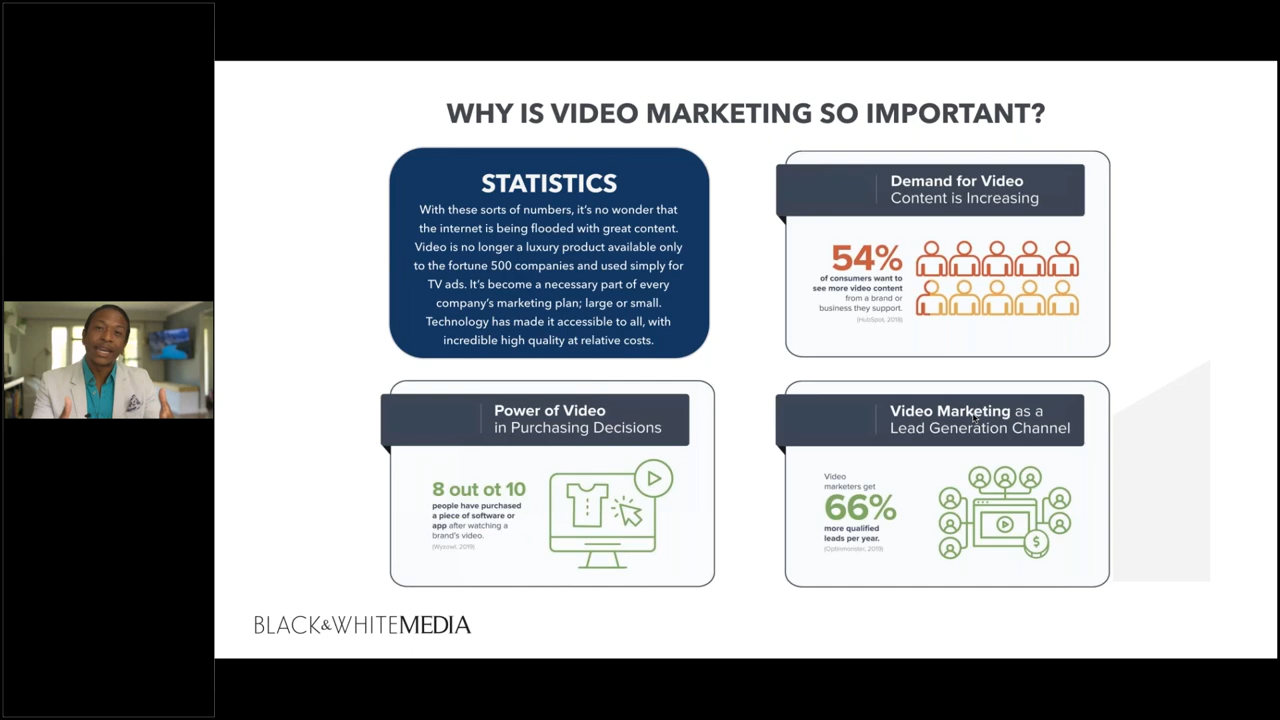 WHY IS VIDEO MARKETING SO IMPORTANT?
STATISTICS
With these sorts of numbers, it's no wonder that
the internet is being flooded with great content.
Video is no longer a luxury product available only
to the fortune 500 companies and used simply for
TV ads. It's become a necessary part of every
company's marketing plan; large or small.
Technology has made it accessible to all, with
incredible high quality at relative costs.
Demand for Video
Content is Increasing
54%
of consumers want to
see more video content
from a brand or
business they support.
(HubSpot, 2018)
Power of Video
in Purchasing Decisions
8 out ot 10
people have purchased
a piece of software or
app after watching a
brand's video.
(Wyzowl, 2019)
Video Marketing as a
Lead Generation Channel
Video
marketers get
66%
more qualified
leads per year.
(Optinmonster, 2019)
$
BLACK&WHITEMEDIA